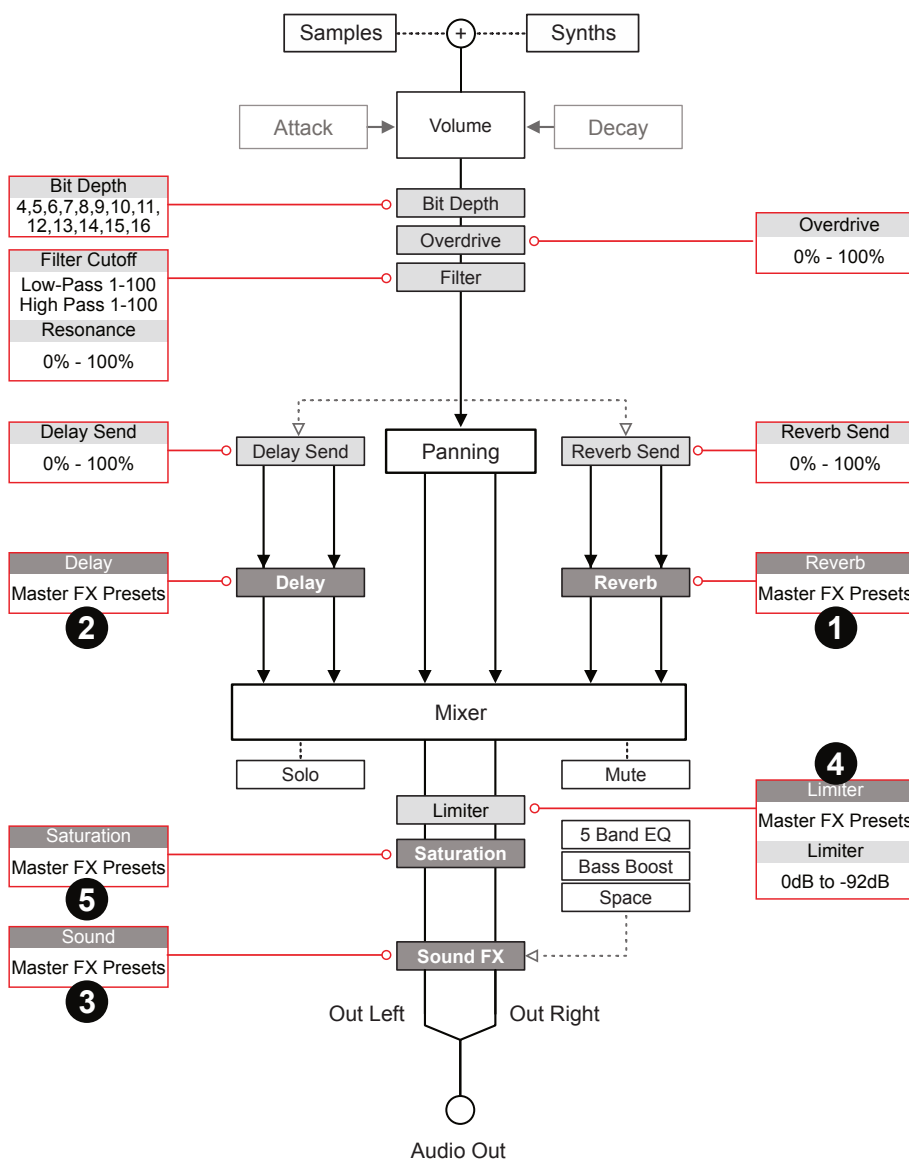 Samples
+
Synths
Attack
Volume
Decay
Bit Depth
4,5,6,7,8,9,10,11,
12,13,14,15,16
Bit Depth
Overdrive
Overdrive
0% - 100%
Filter Cutoff
Low-Pass 1-100
High Pass 1-100
Resonance
0% - 100%
Filter
Delay Send
0% - 100%
Delay Send
Panning
Reverb Send
Reverb Send
0% - 100%
Delay
Master FX Presets
2
Delay
Reverb
Reverb
Master FX Presets
1
Mixer
Solo
Mute
4
Limiter
Master FX Presets
Limiter
0dB to -92dB
Limiter
Saturation
Master FX Presets
5
Saturation
5 Band EQ
Bass Boost
Space
Sound
Master FX Presets
3
Sound FX
Out Left
Out Right
Audio Out